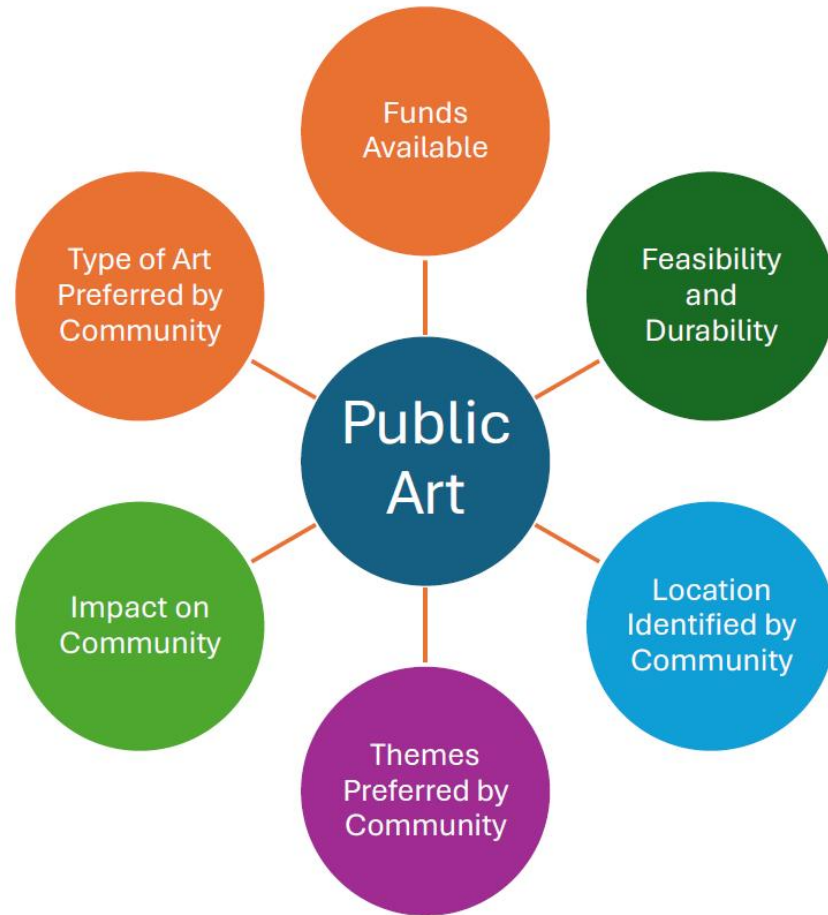 Funds
Available
Feasibility
and
Durability
Location
Identified by
Community
Themes
Preferred by
Community
Impact on
Community
Type of Art
Preferred by
Community
Public
Art